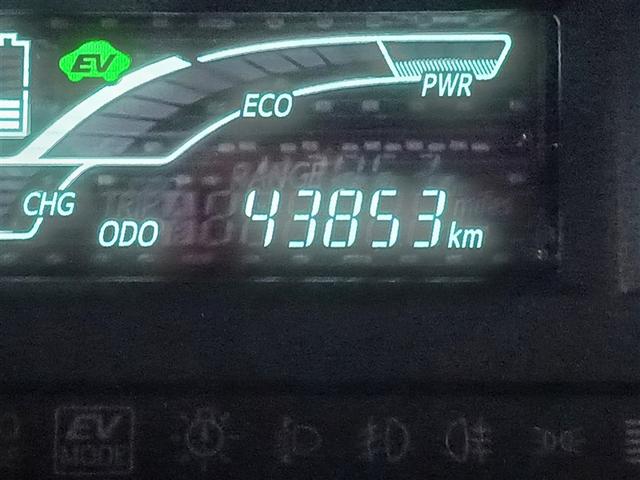 EV
PWR
ECO
CHG
ODO 43853 km
EV
MODE